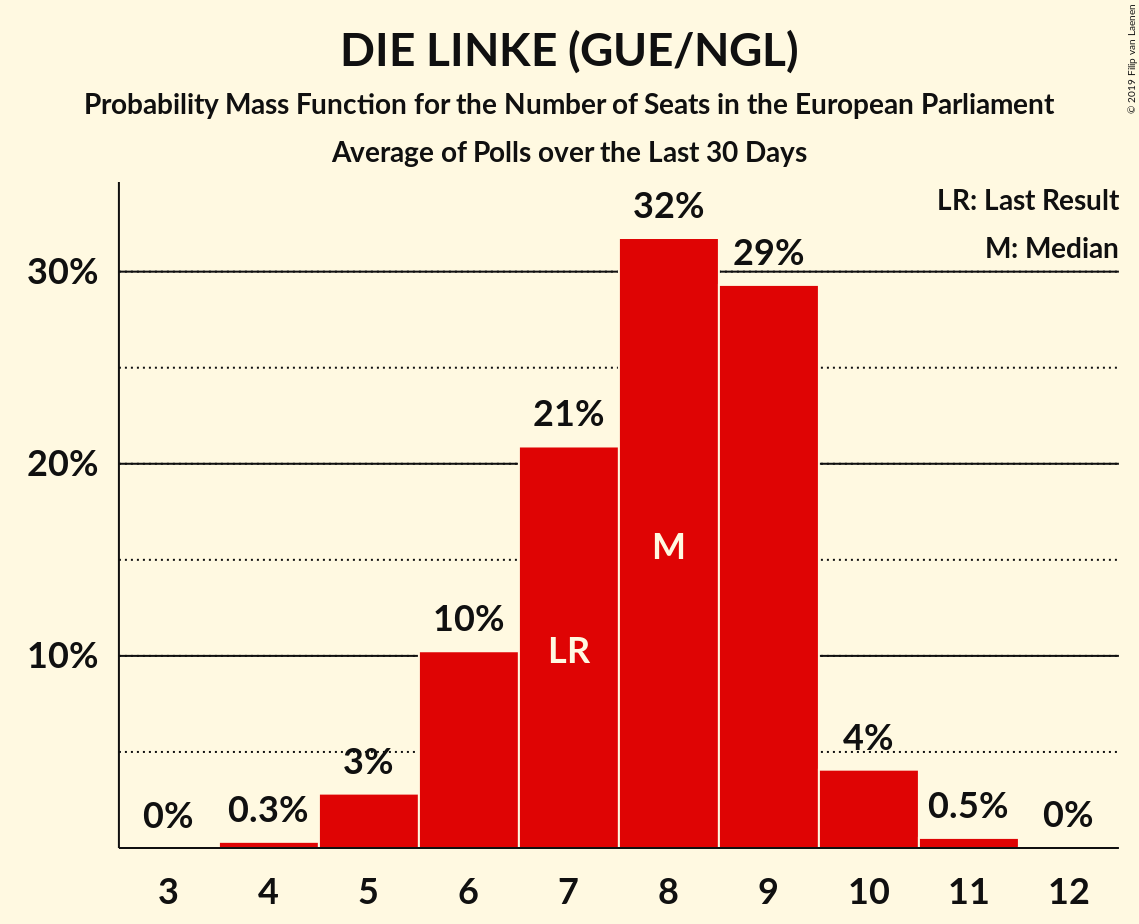 DIE LINKE (GUE/NGL)
Probability Mass Function for the Number of Seats in the European Parliament
Average of Polls over the Last 30 Days
© 2019 Filip van Laenen
LR: Last Result
M: Median
30%
20%
10%
0%
0.3%
3%
10%
21%
32%
29%
4%
0.5%
0%
LR
M
3
4
5
6
7
8
9
10
11
12